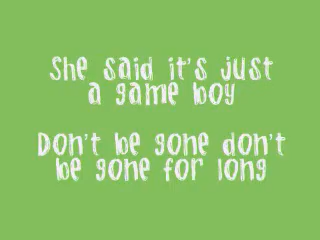 She said it's just
a game boy
Don't be gone don't
be gone for long